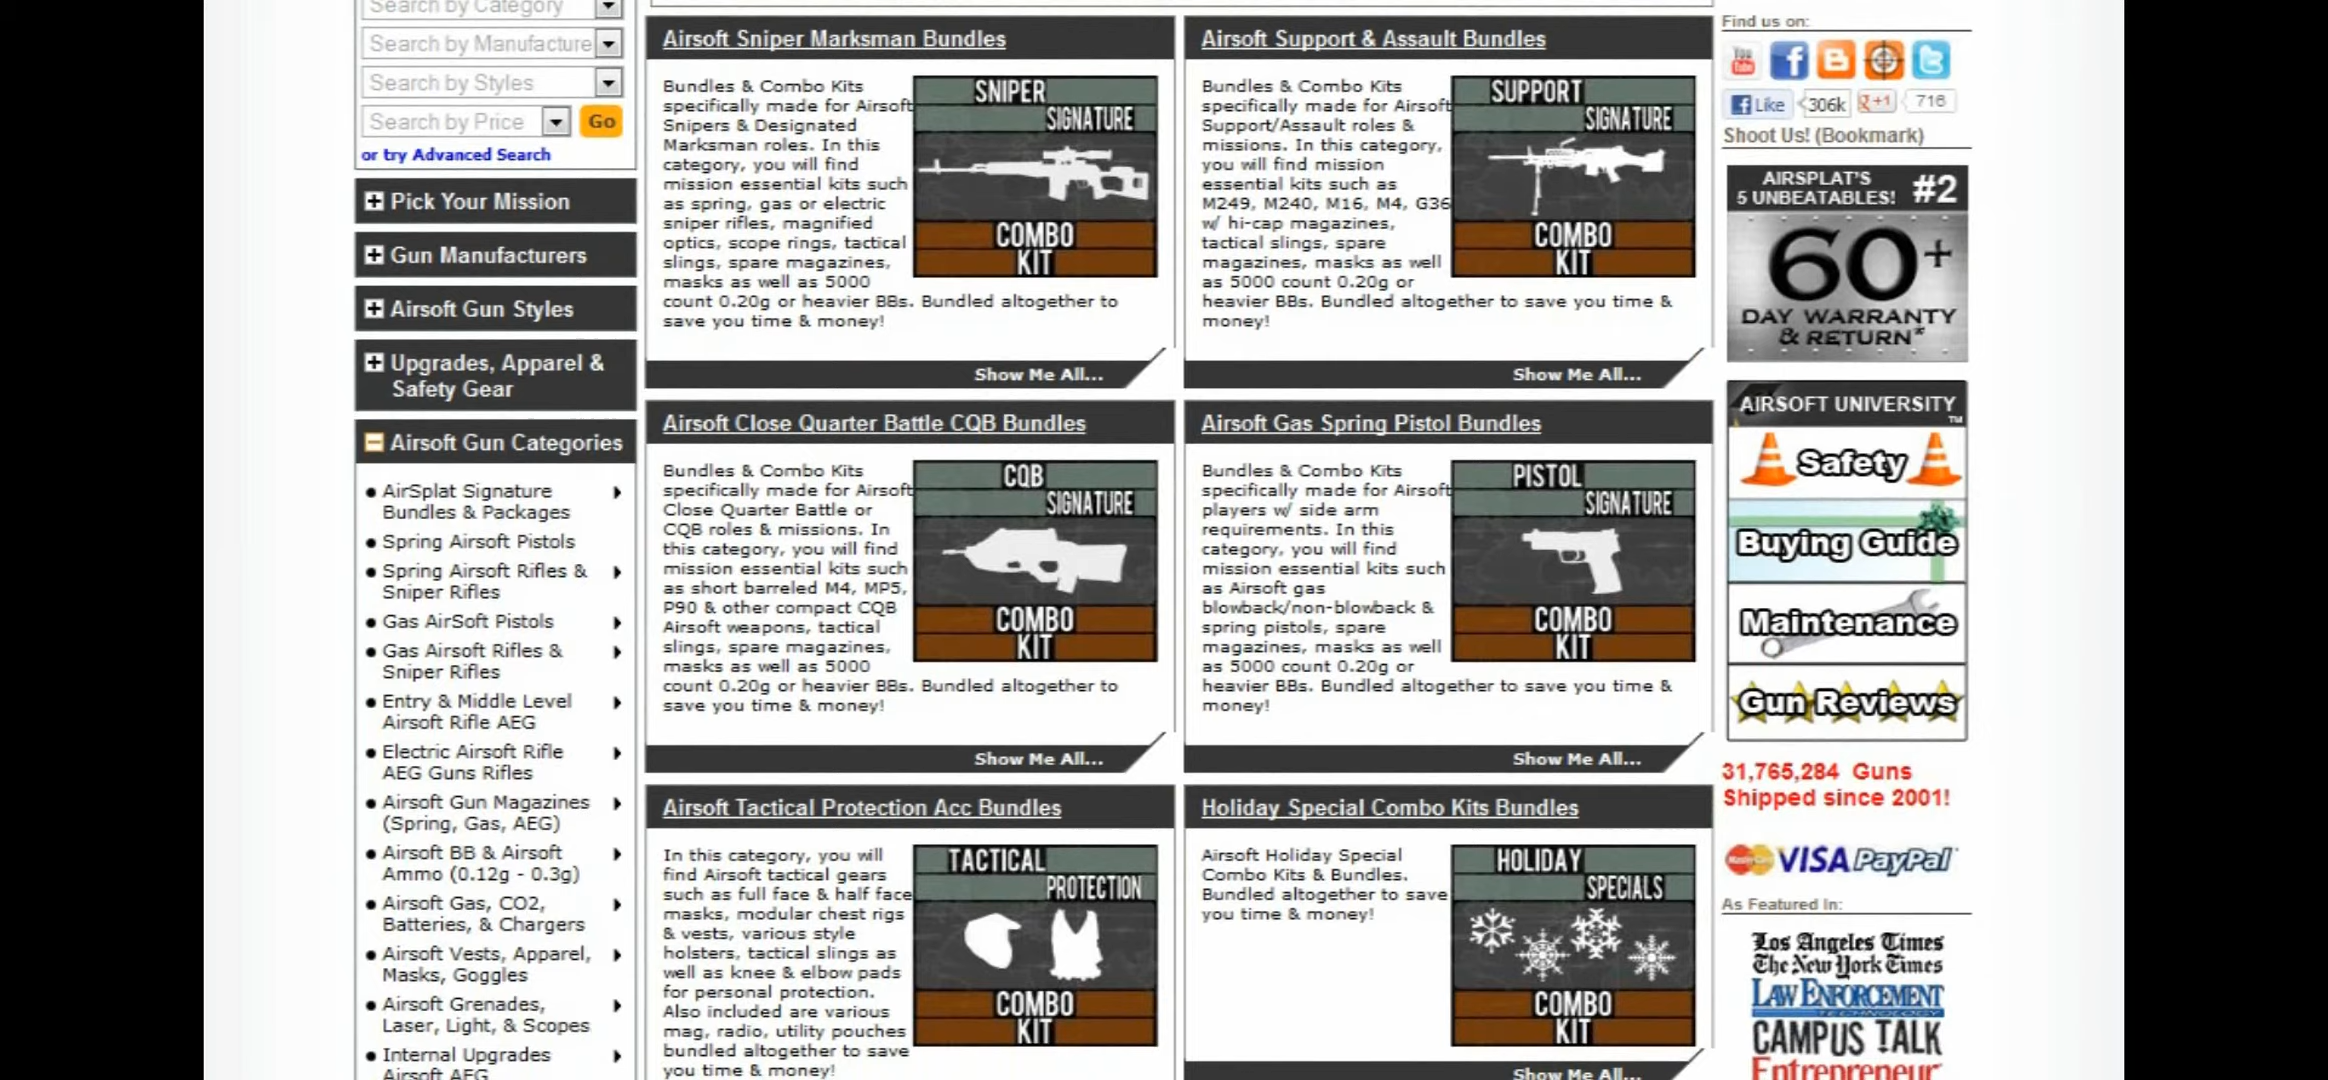 Search by Category
Search by Manufacture
Search by Styles
Search by Price
Go
or try Advanced Search
Pick Your Mission
Gun Manufacturers
Airsoft Gun Styles
Upgrades, Apparel &
Safety Gear
Airsoft Gun Categories
AirSplat Signature
Bundles & Packages
Spring Airsoft Pistols
Spring Airsoft Rifles &
Sniper Rifles
Gas AirSoft Pistols
Gas Airsoft Rifles &
Sniper Rifles
Entry & Middle Level
Airsoft Rifle AEG
Electric Airsoft Rifle
AEG Guns Rifles
Airsoft Gun Magazines
(Spring, Gas, AEG)
Airsoft BB & Airsoft
Ammo (0.12g - 0.3g)
Airsoft Gas, CO2,
Batteries, & Chargers
Airsoft Vests, Apparel,
Masks, Goggles
Airsoft Grenades,
Laser, Light, & Scopes
Internal Upgrades
Airsoft AEG
Airsoft Sniper Marksman Bundles
Bundles & Combo Kits
specifically made for Airsoft
Snipers & Designated
Marksman roles. In this
category, you will find
mission essential kits such
as spring, gas or electric
sniper rifles, magnified
optics, scope rings, tactical
slings, spare magazines,
masks as well as 5000
count 0.20g or heavier BBs. Bundled altogether to
save you time & money!
SNIPER
SIGNATURE
COMBO
KIT
Show Me All...
Airsoft Support & Assault Bundles
Bundles & Combo Kits
specifically made for Airsoft
Support/Assault roles &
missions. In this category,
you will find mission
essential kits such as
M249, M240, M16, M4, G36
w/ hi-cap magazines,
tactical slings, spare
magazines, masks as well
as 5000 count 0.20g or
heavier BBs. Bundled altogether to save you time &
money!
SUPPORT
SIGNATURE
COMBO
KIT
Show Me All...
Airsoft Close Quarter Battle CQB Bundles
Bundles & Combo Kits
specifically made for Airsoft
Close Quarter Battle or
CQB roles & missions. In
this category, you will find
mission essential kits such
as short barreled M4, MP5,
P90 & other compact CQB
Airsoft weapons, tactical
slings, spare magazines,
masks as well as 5000
count 0.20g or heavier BBs. Bundled altogether to
save you time & money!
CQB
SIGNATURE
COMBO
KIT
Show Me All...
Airsoft Gas Spring Pistol Bundles
Bundles & Combo Kits
specifically made for Airsoft
players w/ side arm
requirements. In this
category, you will find
mission essential kits such
as Airsoft gas
blowback/non-blowback &
spring pistols, spare
magazines, masks as well
as 5000 count 0.20g or
heavier BBs. Bundled altogether to save you time &
money!
PISTOL
SIGNATURE
COMBO
KIT
Show Me All...
Airsoft Tactical Protection Acc Bundles
In this category, you will
find Airsoft tactical gears
such as full face & half face
masks, modular chest rigs
& vests, various style
holsters, tactical slings as
well as knee & elbow pads
for personal protection.
Also included are various
mag, radio, utility pouches
bundled altogether to save
you time & money!
TACTICAL
PROTECTION
COMBO
KIT
Holiday Special Combo Kits Bundles
Airsoft Holiday Special
Combo Kits & Bundles.
Bundled altogether to save
you time & money!
HOLIDAY
SPECIALS
COMBO
KIT
Show Me All...
Find us on:
You
Tube
Like
306k
+1
716
Shoot Us! (Bookmark)
AIRSPLAT'S
5 UNBEATABLES! #2
60+
DAY WARRANTY
& RETURN*
AIRSOFT UNIVERSITY
TM
Safety
Buying Guide
Maintenance
Gun Reviews
31,765,284 Guns
Shipped since 2001!
MasterCard VISA PayPal
As Featured In:
Los Angeles Times
The New York Times
LAW ENFORCEMENT
TECHNOLOGY
CAMPUS TALK
Entrepreneur